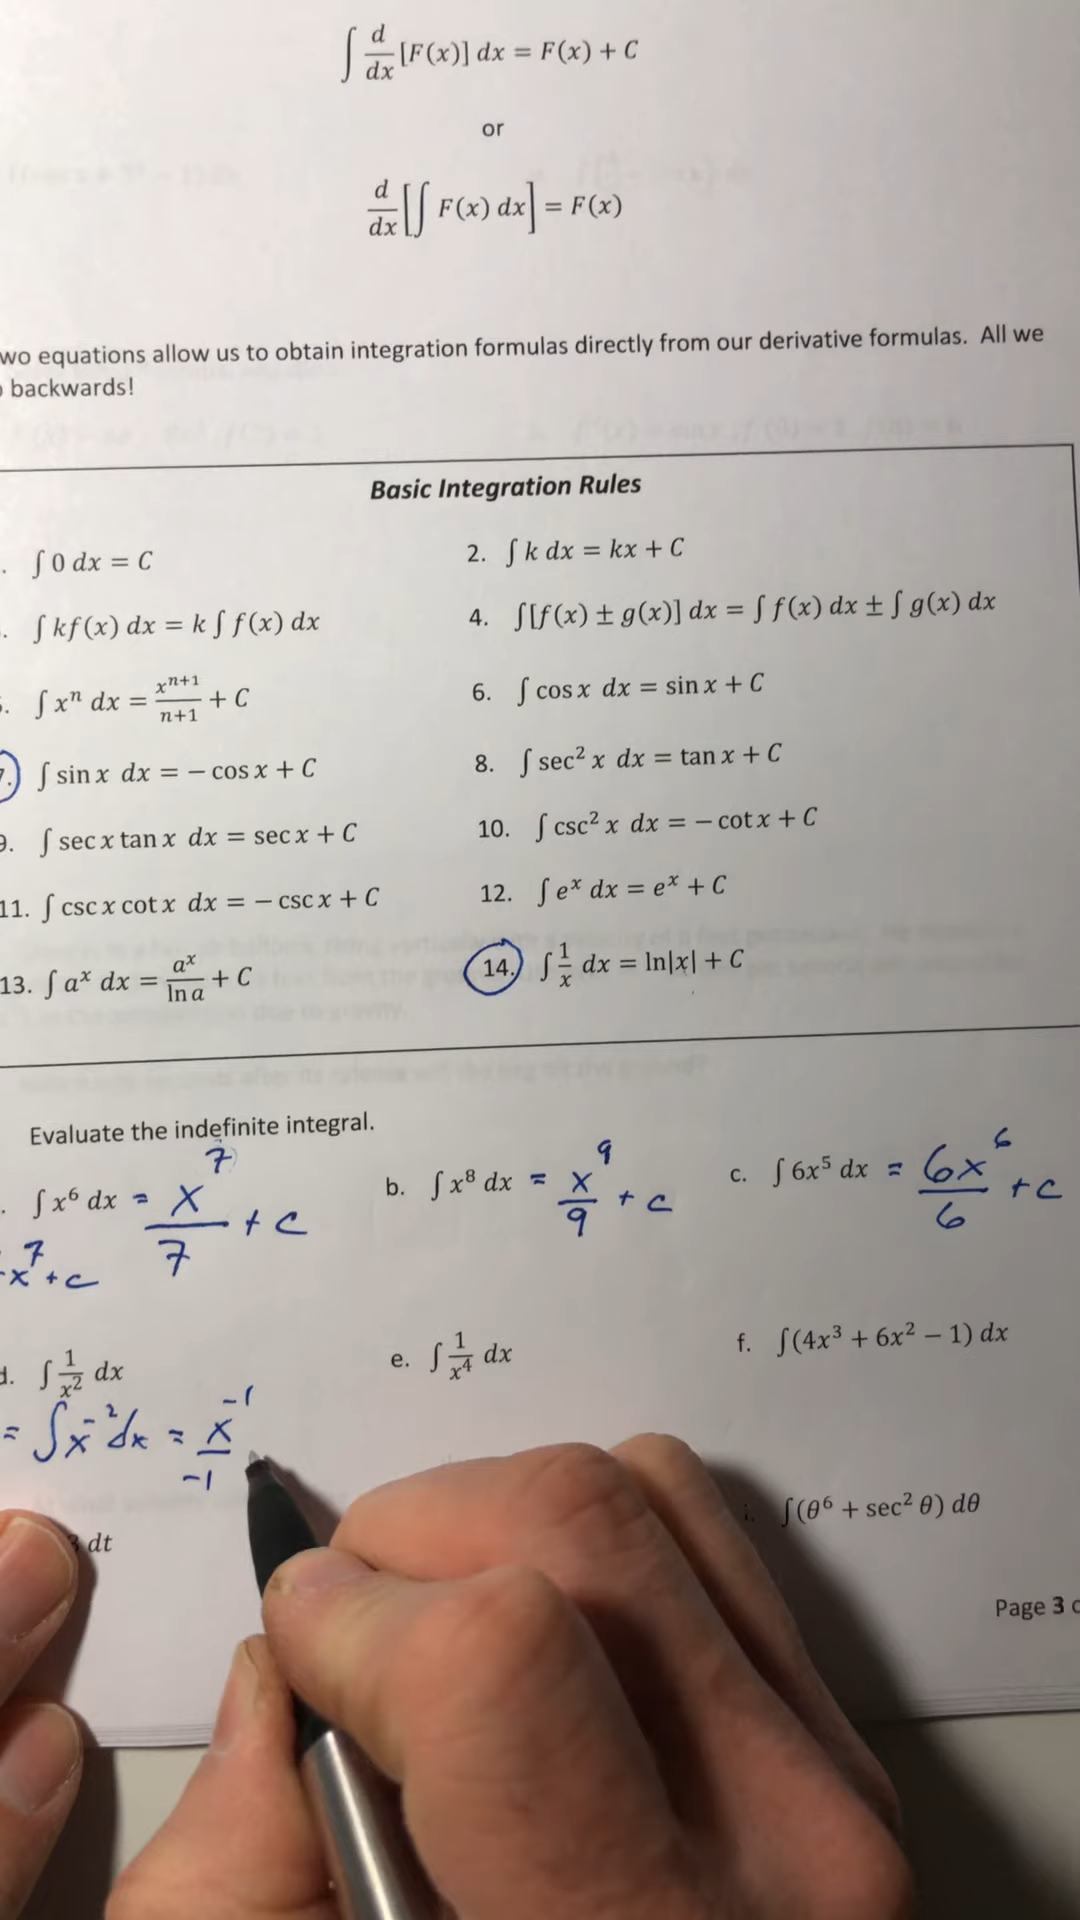 ∫ d/dx [F(x)] dx = F(x) + C
or
d/dx [∫ F(x) dx] = F(x)
wo equations allow us to obtain integration formulas directly from our derivative formulas. All we
backwards!
Basic Integration Rules
. ∫ 0 dx = C
2. ∫ k dx = kx + C
. ∫ kf(x) dx = k ∫ f(x) dx
4. ∫[f(x) ± g(x)] dx = ∫ f(x) dx ± ∫ g(x) dx
. ∫ xⁿ dx = xⁿ⁺¹/n+1 + C
6. ∫ cos x dx = sin x + C
7. ∫ sin x dx = − cos x + C
8. ∫ sec² x dx = tan x + C
9. ∫ sec x tan x dx = sec x + C
10. ∫ csc² x dx = − cot x + C
11. ∫ csc x cot x dx = − csc x + C
12. ∫ eˣ dx = eˣ + C
13. ∫ aˣ dx = aˣ/ln a + C
14. ∫ 1/x dx = ln|x| + C
Evaluate the indefinite integral.
. ∫ x⁶ dx = x⁷/7 + C
x⁷ + C
b. ∫ x⁸ dx = x⁹/9 + C
c. ∫ 6x⁵ dx = 6x⁶/6 + C
d. ∫ 1/x² dx
= ∫ x⁻² dx = x⁻¹/-1
e. ∫ 1/x⁴ dx
f. ∫(4x³ + 6x² − 1) dx
dt
i. ∫(θ⁶ + sec² θ) dθ
Page 3